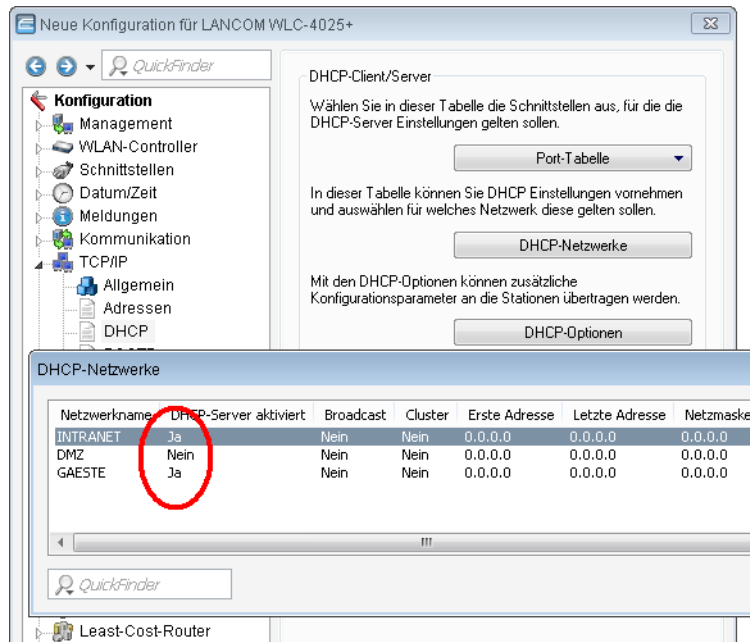 Neue Konfiguration für LANCOM WLC-4025+
QuickFinder
Konfiguration
Management
WLAN-Controller
Schnittstellen
Datum/Zeit
Meldungen
Kommunikation
TCP/IP
Allgemein
Adressen
DHCP
DHCP-Client/Server
Wählen Sie in dieser Tabelle die Schnittstellen aus, für die die
DHCP-Server Einstellungen gelten sollen.
Port-Tabelle
In dieser Tabelle können Sie DHCP Einstellungen vornehmen
und auswählen für welches Netzwerk diese gelten sollen.
DHCP-Netzwerke
Mit den DHCP-Optionen können zusätzliche
Konfigurationsparameter an die Stationen übertragen werden.
DHCP-Optionen
DHCP-Netzwerke
Netzwerkname DHCP-Server aktiviert Broadcast Cluster Erste Adresse Letzte Adresse Netzmaske
INTRANET Ja Nein Nein 0.0.0.0 0.0.0.0 0.0.0.0
DMZ Nein Nein Nein 0.0.0.0 0.0.0.0 0.0.0.0
GAESTE Ja Nein Nein 0.0.0.0 0.0.0.0 0.0.0.0
QuickFinder
Least-Cost-Router